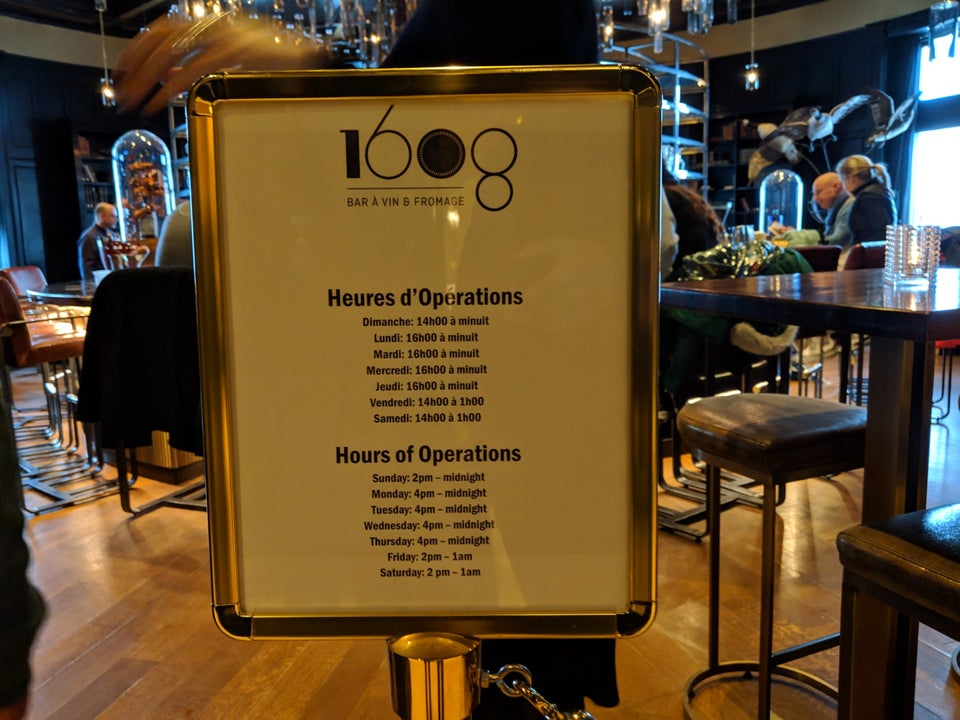 1608
BAR À VIN & FROMAGE
Heures d'Operations
Dimanche: 14h00 à minuit
Lundi: 16h00 à minuit
Mardi: 16h00 à minuit
Mercredi: 16h00 à minuit
Jeudi: 16h00 à minuit
Vendredi: 14h00 à 1h00
Samedi: 14h00 à 1h00
Hours of Operations
Sunday: 2pm – midnight
Monday: 4pm – midnight
Tuesday: 4pm – midnight
Wednesday: 4pm – midnight
Thursday: 4pm – midnight
Friday: 2pm – 1am
Saturday: 2 pm – 1am